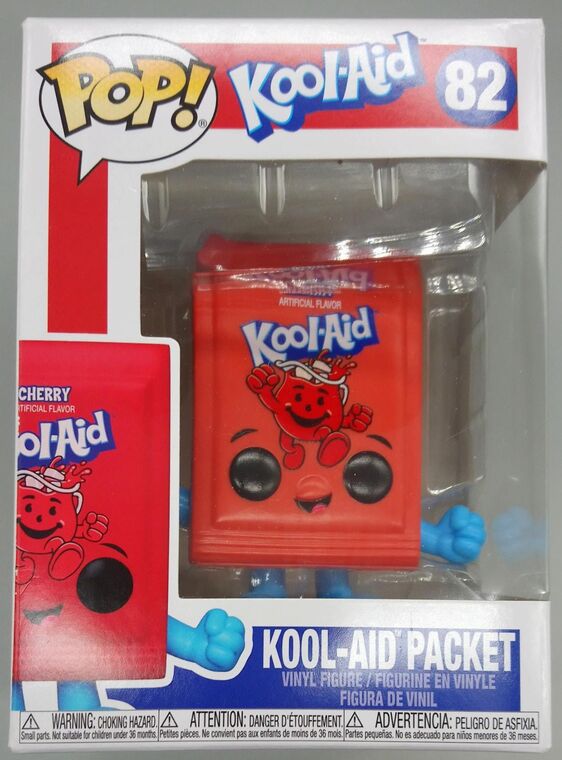 POP!®
Kool-Aid™
82
ARTIFICIAL FLAVOR
Kool-Aid
CHERRY
TIFICIAL FLAVOR
ol-Aid
KOOL-AID™ PACKET
VINYL FIGURE / FIGURINE EN VINYLE
FIGURA DE VINIL
WARNING: CHOKING HAZARD.
Small parts. Not suitable for children under 36 months.
ATTENTION: DANGER D'ÉTOUFFEMENT.
Petites pièces. Ne convient pas aux enfants de moins de 36 mois.
ADVERTENCIA: PELIGRO DE ASFIXIA.
Partes pequeñas. No es adecuado para niños menores de 36 meses.